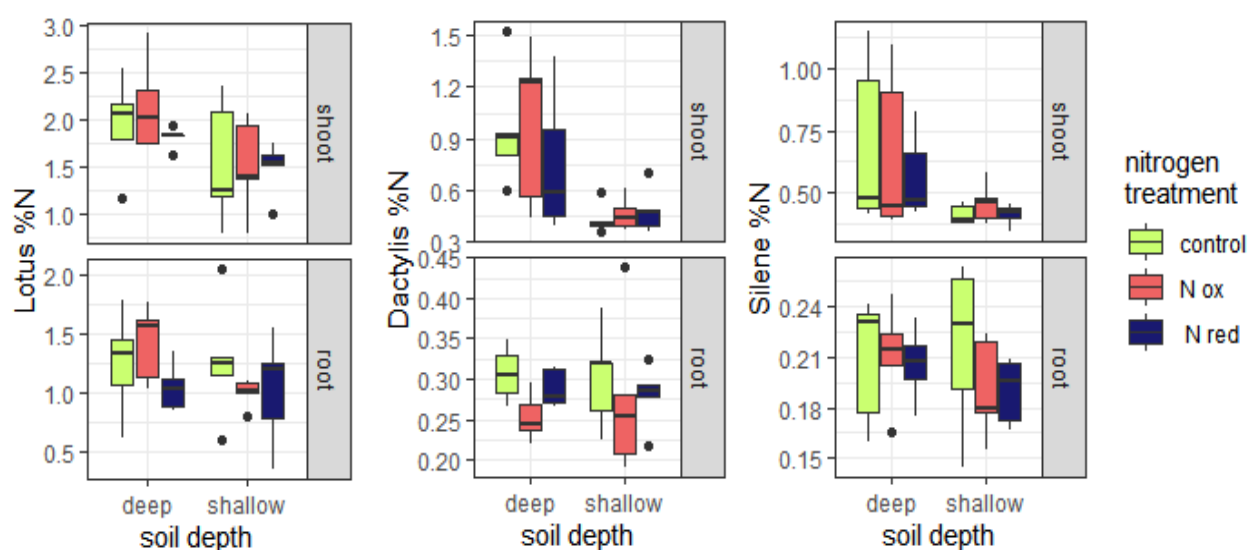 Lotus %N
3.0
2.5
2.0
1.5
1.0
shoot
2.0
1.5
1.0
0.5
root
deep shallow
soil depth
Dactylis %N
1.5
1.2
0.9
0.6
0.3
shoot
0.45
0.40
0.35
0.30
0.25
0.20
root
deep shallow
soil depth
Silene %N
1.00
0.75
0.50
shoot
0.24
0.21
0.18
0.15
root
deep shallow
soil depth
nitrogen
treatment
control
N ox
N red